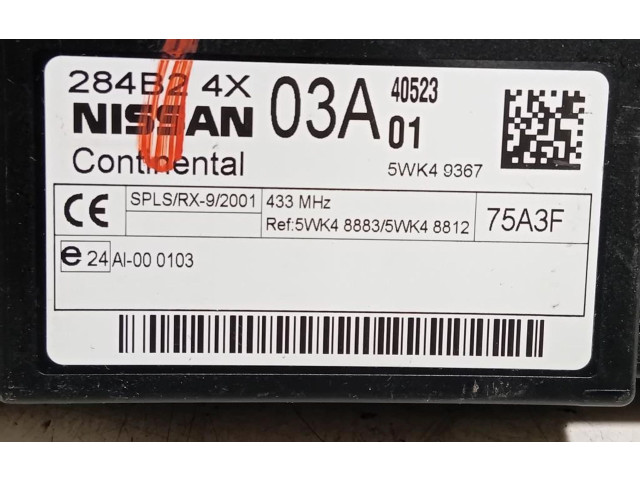 284B2 4X
NISSAN
Continental
03A
40523
01
5WK4 9367
CE
SPLS/RX-9/2001
433 MHz
Ref:5WK4 8883/5WK4 8812
75A3F
e 24 AI-00 0103